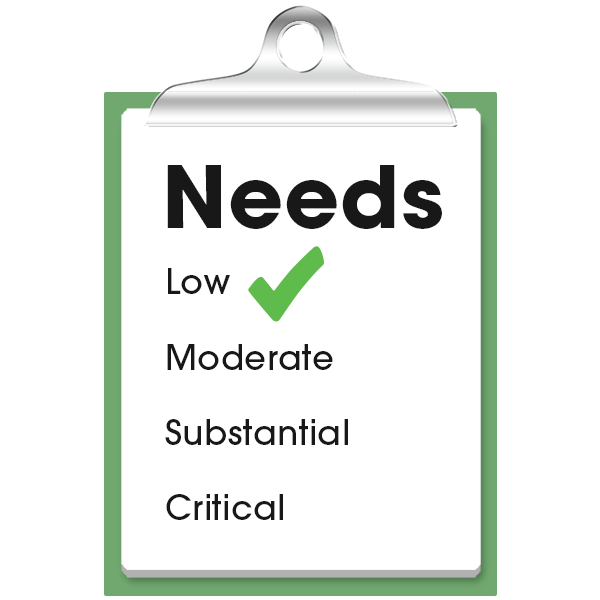 Needs
Low
Moderate
Substantial
Critical